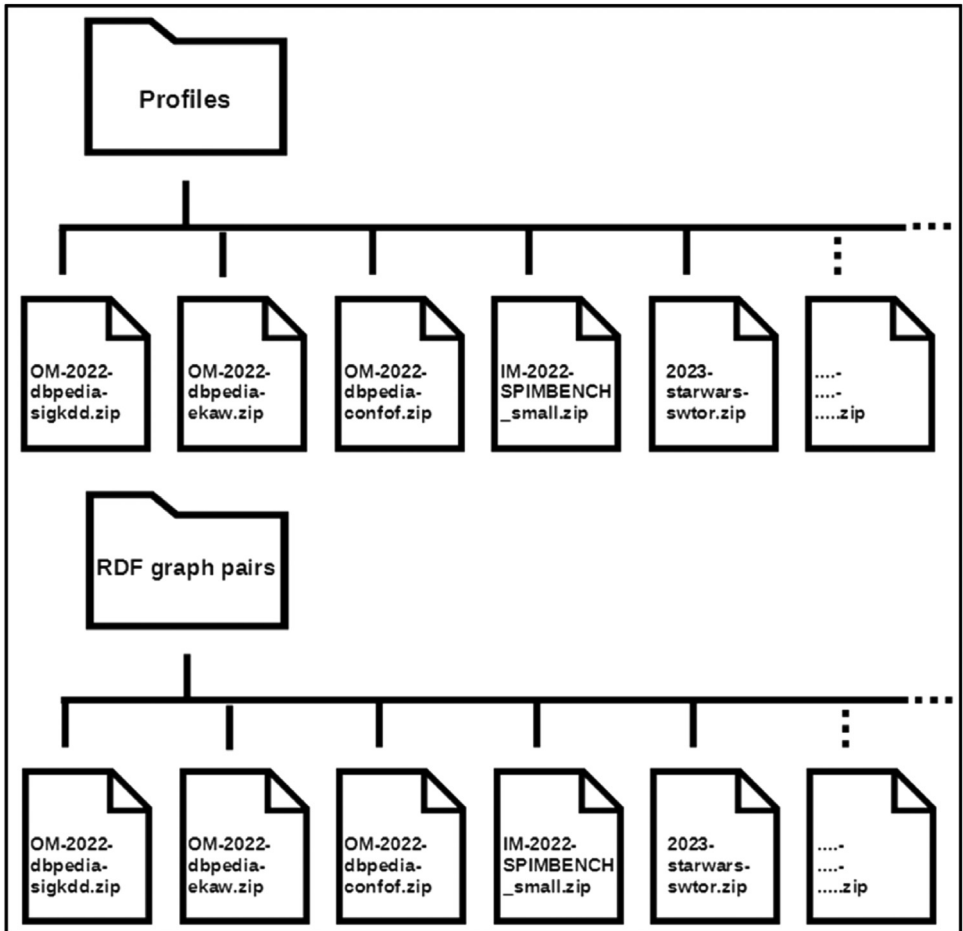 Profiles
OM-2022-
dbpedia-
sigkdd.zip
OM-2022-
dbpedia-
ekaw.zip
OM-2022-
dbpedia-
confof.zip
IM-2022-
SPIMBENCH
_small.zip
2023-
starwars-
swtor.zip
....-
....-
.....zip
RDF graph pairs
OM-2022-
dbpedia-
sigkdd.zip
OM-2022-
dbpedia-
ekaw.zip
OM-2022-
dbpedia-
confof.zip
IM-2022-
SPIMBENCH
_small.zip
2023-
starwars-
swtor.zip
....-
....-
.....zip